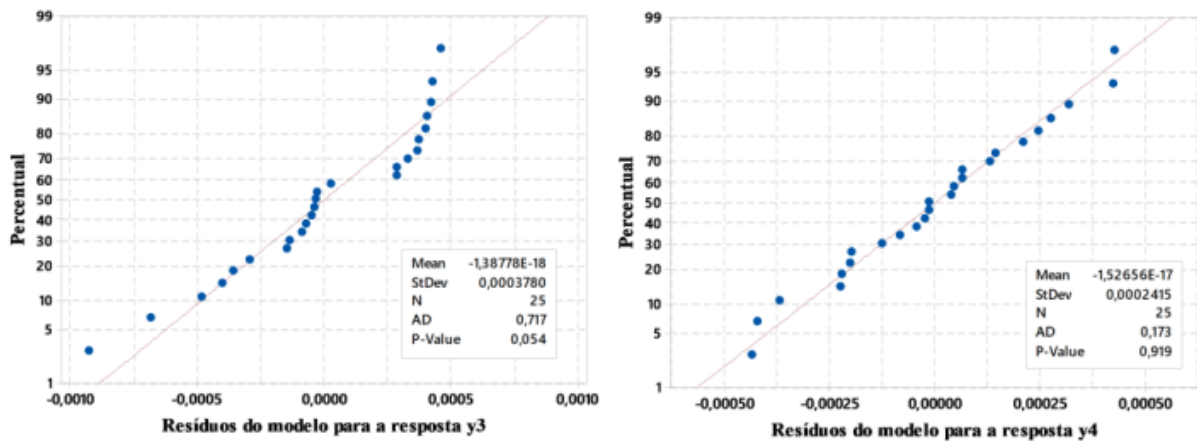 99
95
90
80
70
60
50
40
30
20
10
5
1
Percentual
-0,0010
-0,0005
0,0000
0,0005
0,0010
Resíduos do modelo para a resposta y3
Mean -1,38778E-18
StDev 0,0003780
N 25
AD 0,717
P-Value 0,054
99
95
90
80
70
60
50
40
30
20
10
5
1
Percentual
-0,00050
-0,00025
0,00000
0,00025
0,00050
Resíduos do modelo para a resposta y4
Mean -1,52656E-17
StDev 0,0002415
N 25
AD 0,173
P-Value 0,919